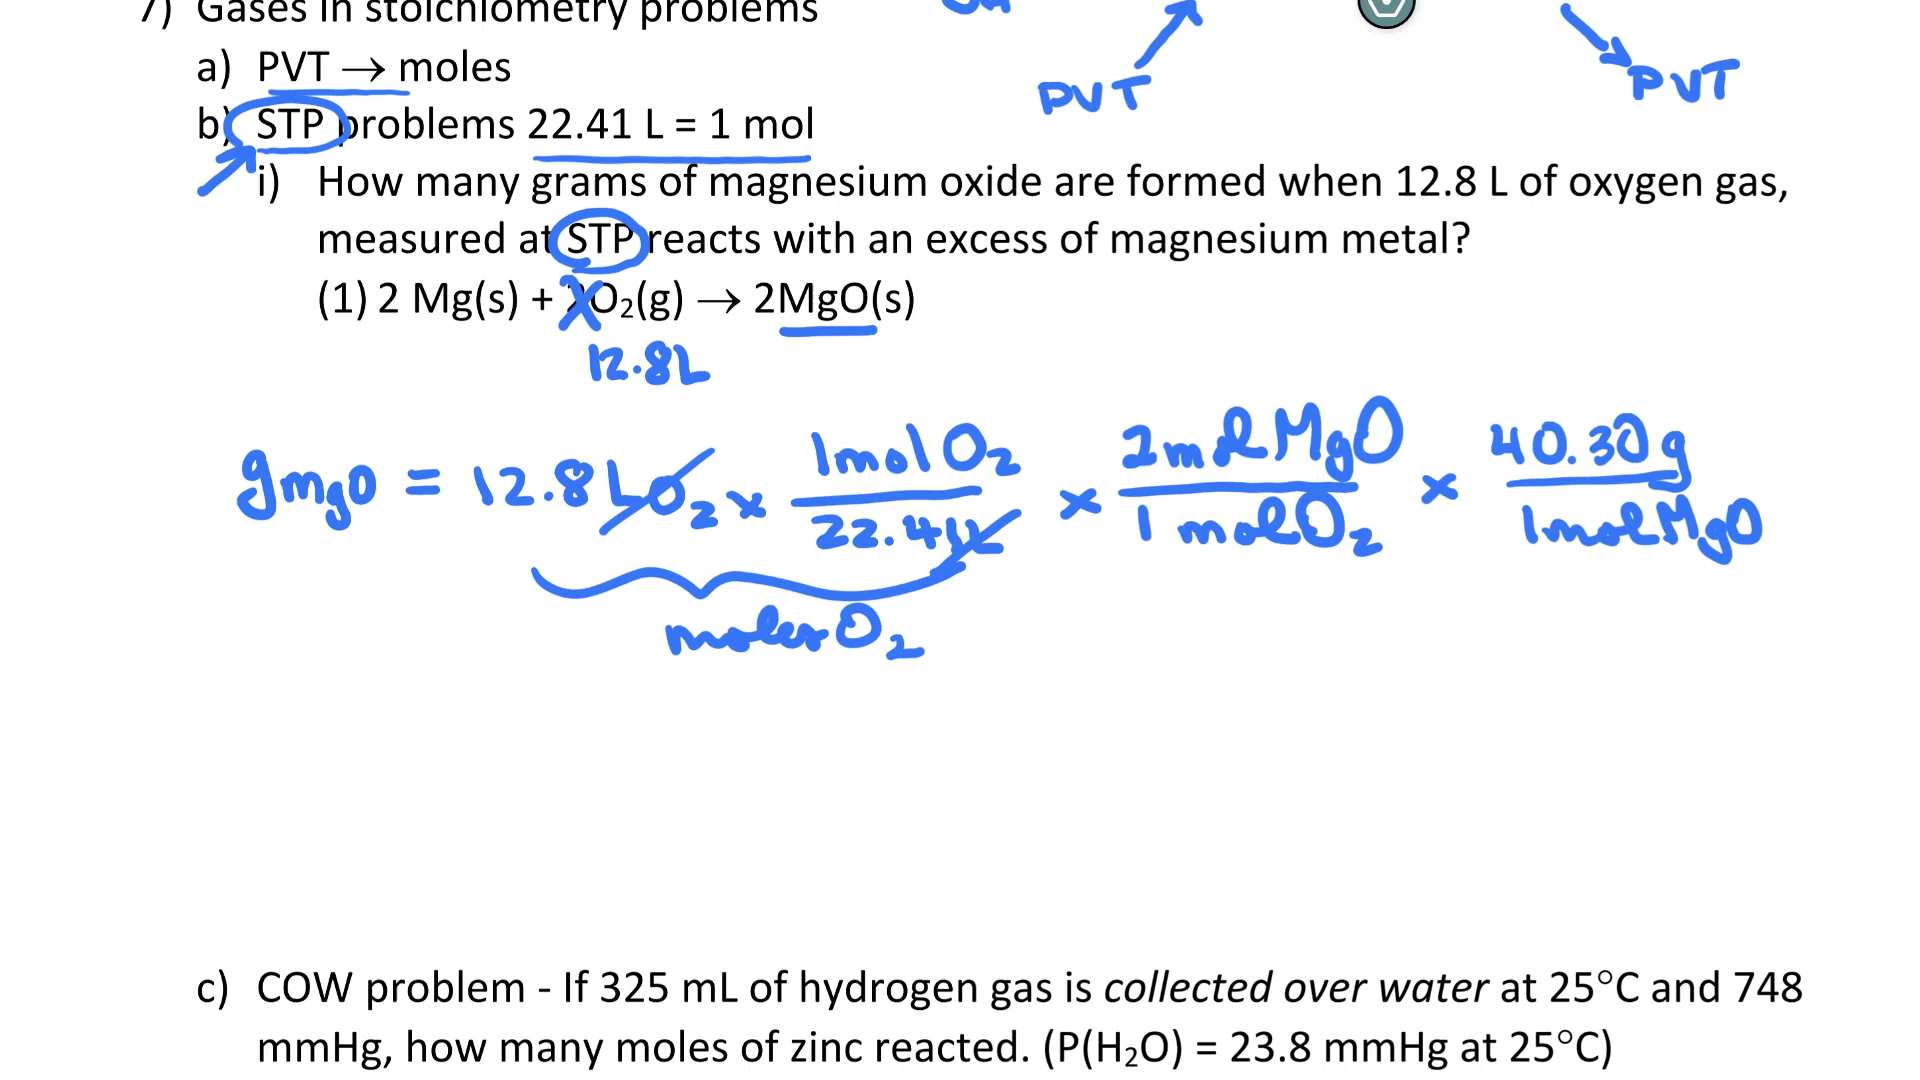 7) Gases in stoichiometry problems
a) PVT → moles
PVT
PVT
b) STP problems 22.41 L = 1 mol
i) How many grams of magnesium oxide are formed when 12.8 L of oxygen gas,
measured at STP reacts with an excess of magnesium metal?
(1) 2 Mg(s) + O₂(g) → 2MgO(s)
12.8L
gmgO = 12.8 L O₂ x 1mol O₂ / 22.41L x 2mol MgO / 1 mol O₂ x 40.30g / 1mol MgO
moles O₂
c) COW problem - If 325 mL of hydrogen gas is collected over water at 25°C and 748
mmHg, how many moles of zinc reacted. (P(H₂O) = 23.8 mmHg at 25°C)